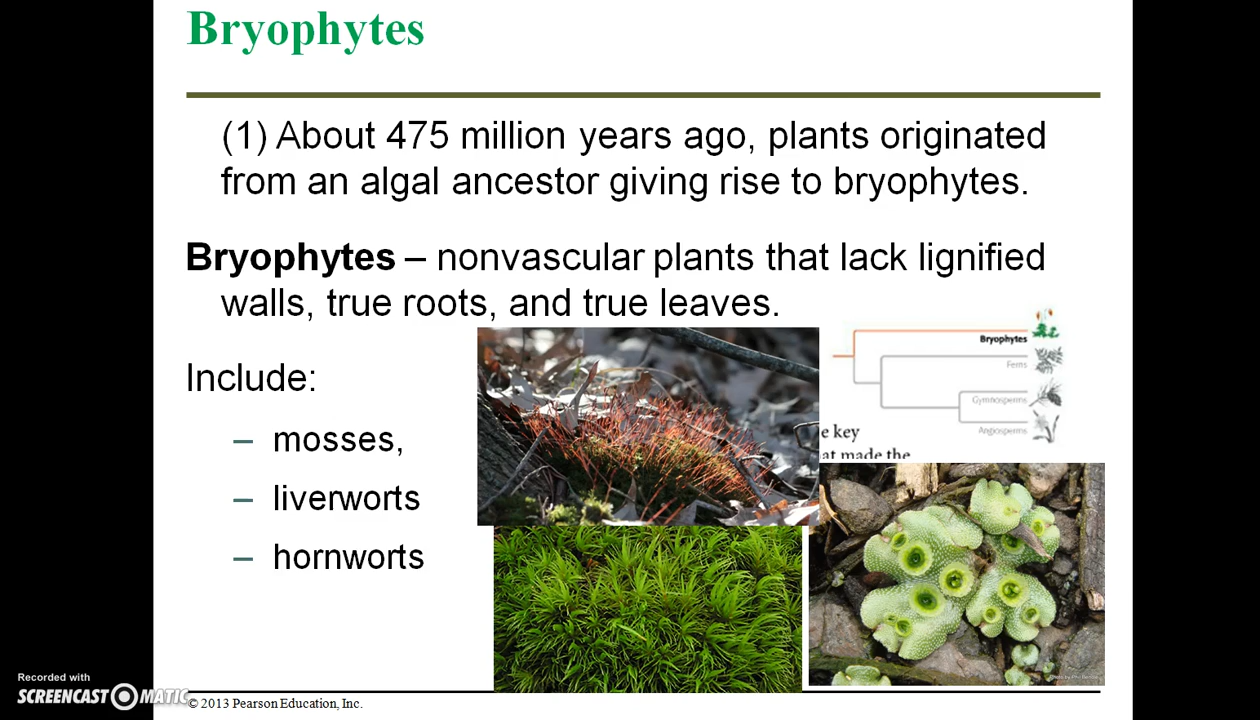 Bryophytes
(1) About 475 million years ago, plants originated
from an algal ancestor giving rise to bryophytes.
Bryophytes – nonvascular plants that lack lignified
walls, true roots, and true leaves.
Include:
– mosses,
– liverworts
– hornworts
Bryophytes
Ferns
Gymnosperms
Angiosperms
e key
at made the
Recorded with
SCREENCAST MATIC
© 2013 Pearson Education, Inc.